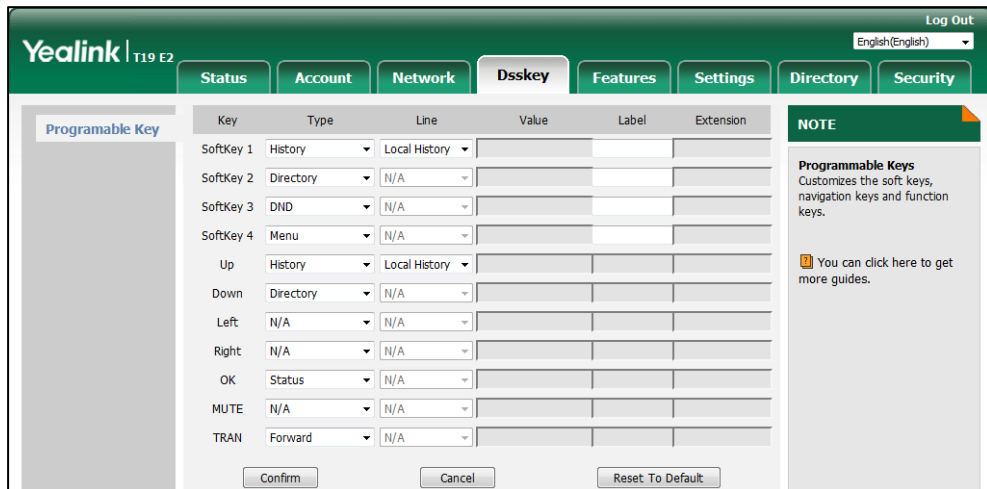 Log Out
Yealink | T19 E2
English(English)
Status Account Network Dsskey Features Settings Directory Security
Programable Key
Key Type Line Value Label Extension
SoftKey 1 History Local History
SoftKey 2 Directory N/A
SoftKey 3 DND N/A
SoftKey 4 Menu N/A
Up History Local History
Down Directory N/A
Left N/A N/A
Right N/A N/A
OK Status N/A
MUTE N/A N/A
TRAN Forward N/A
Confirm Cancel Reset To Default
NOTE
Programmable Keys
Customizes the soft keys,
navigation keys and function
keys.
? You can click here to get
more guides.